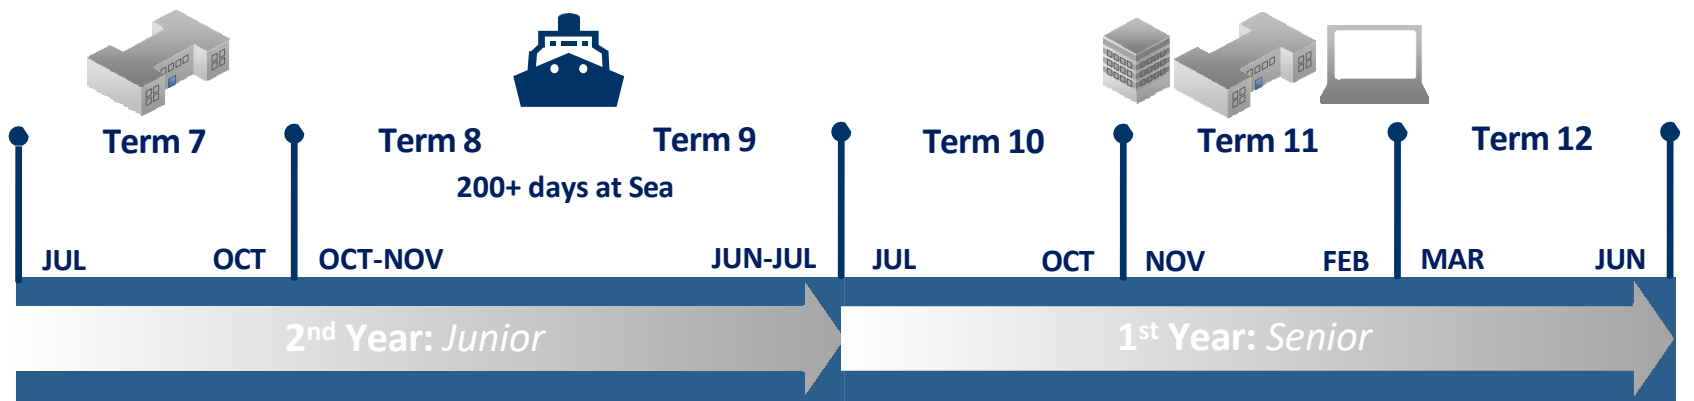 Term 7
Term 8
Term 9
Term 10
Term 11
Term 12
200+ days at Sea
JUL
OCT
OCT-NOV
JUN-JUL
JUL
OCT
NOV
FEB
MAR
JUN
2nd Year: Junior
1st Year: Senior